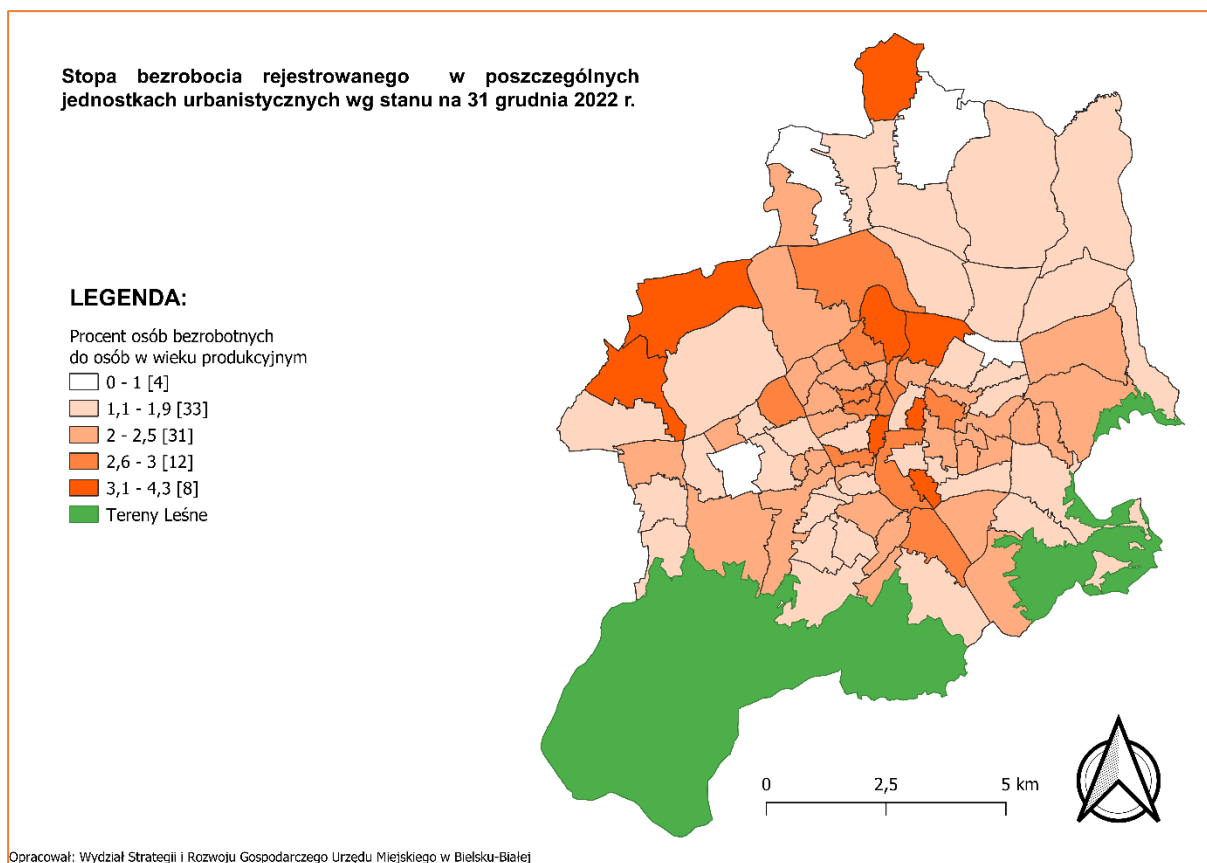 Stopa bezrobocia rejestrowanego w poszczególnych
jednostkach urbanistycznych wg stanu na 31 grudnia 2022 r.
LEGENDA:
Procent osób bezrobotnych
do osób w wieku produkcyjnym
0 - 1 [4]
1,1 - 1,9 [33]
2 - 2,5 [31]
2,6 - 3 [12]
3,1 - 4,3 [8]
Tereny Leśne
0 2,5 5 km
Opracował: Wydział Strategii i Rozwoju Gospodarczego Urzędu Miejskiego w Bielsku-Białej